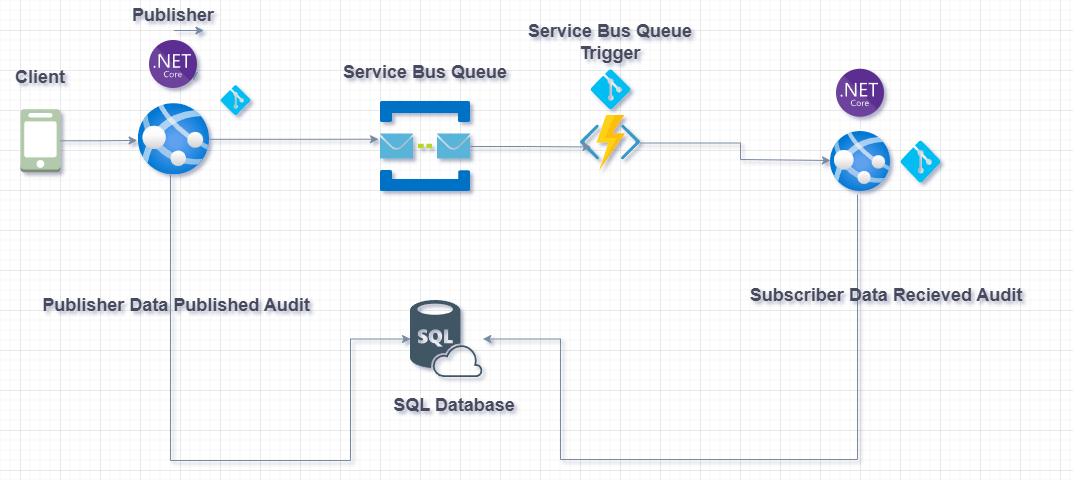 Publisher
.NET
Core
Client
Service Bus Queue
Service Bus Queue
Trigger
.NET
Core
Publisher Data Published Audit
Subscriber Data Recieved Audit
SQL
SQL Database